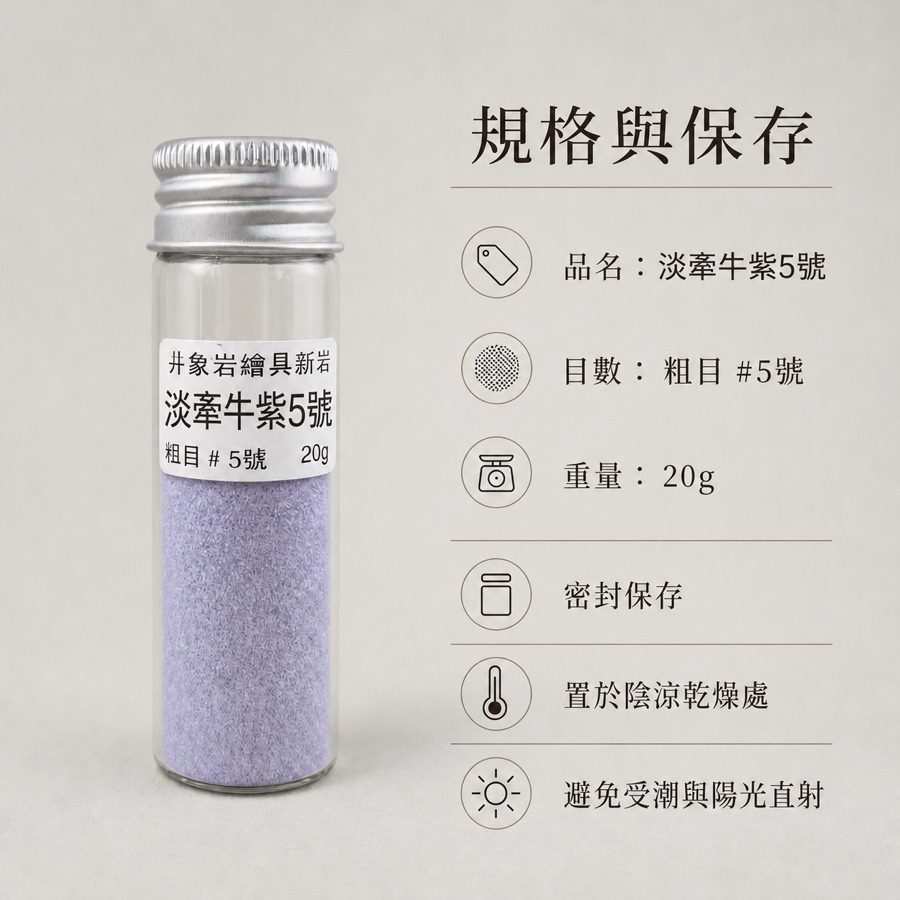 規格與保存
井象岩繪具新岩
淡牽牛紫5號
粗目 # 5號 20g
品名：淡牽牛紫5號
目數： 粗目 #5號
重量： 20g
密封保存
置於陰涼乾燥處
避免受潮與陽光直射